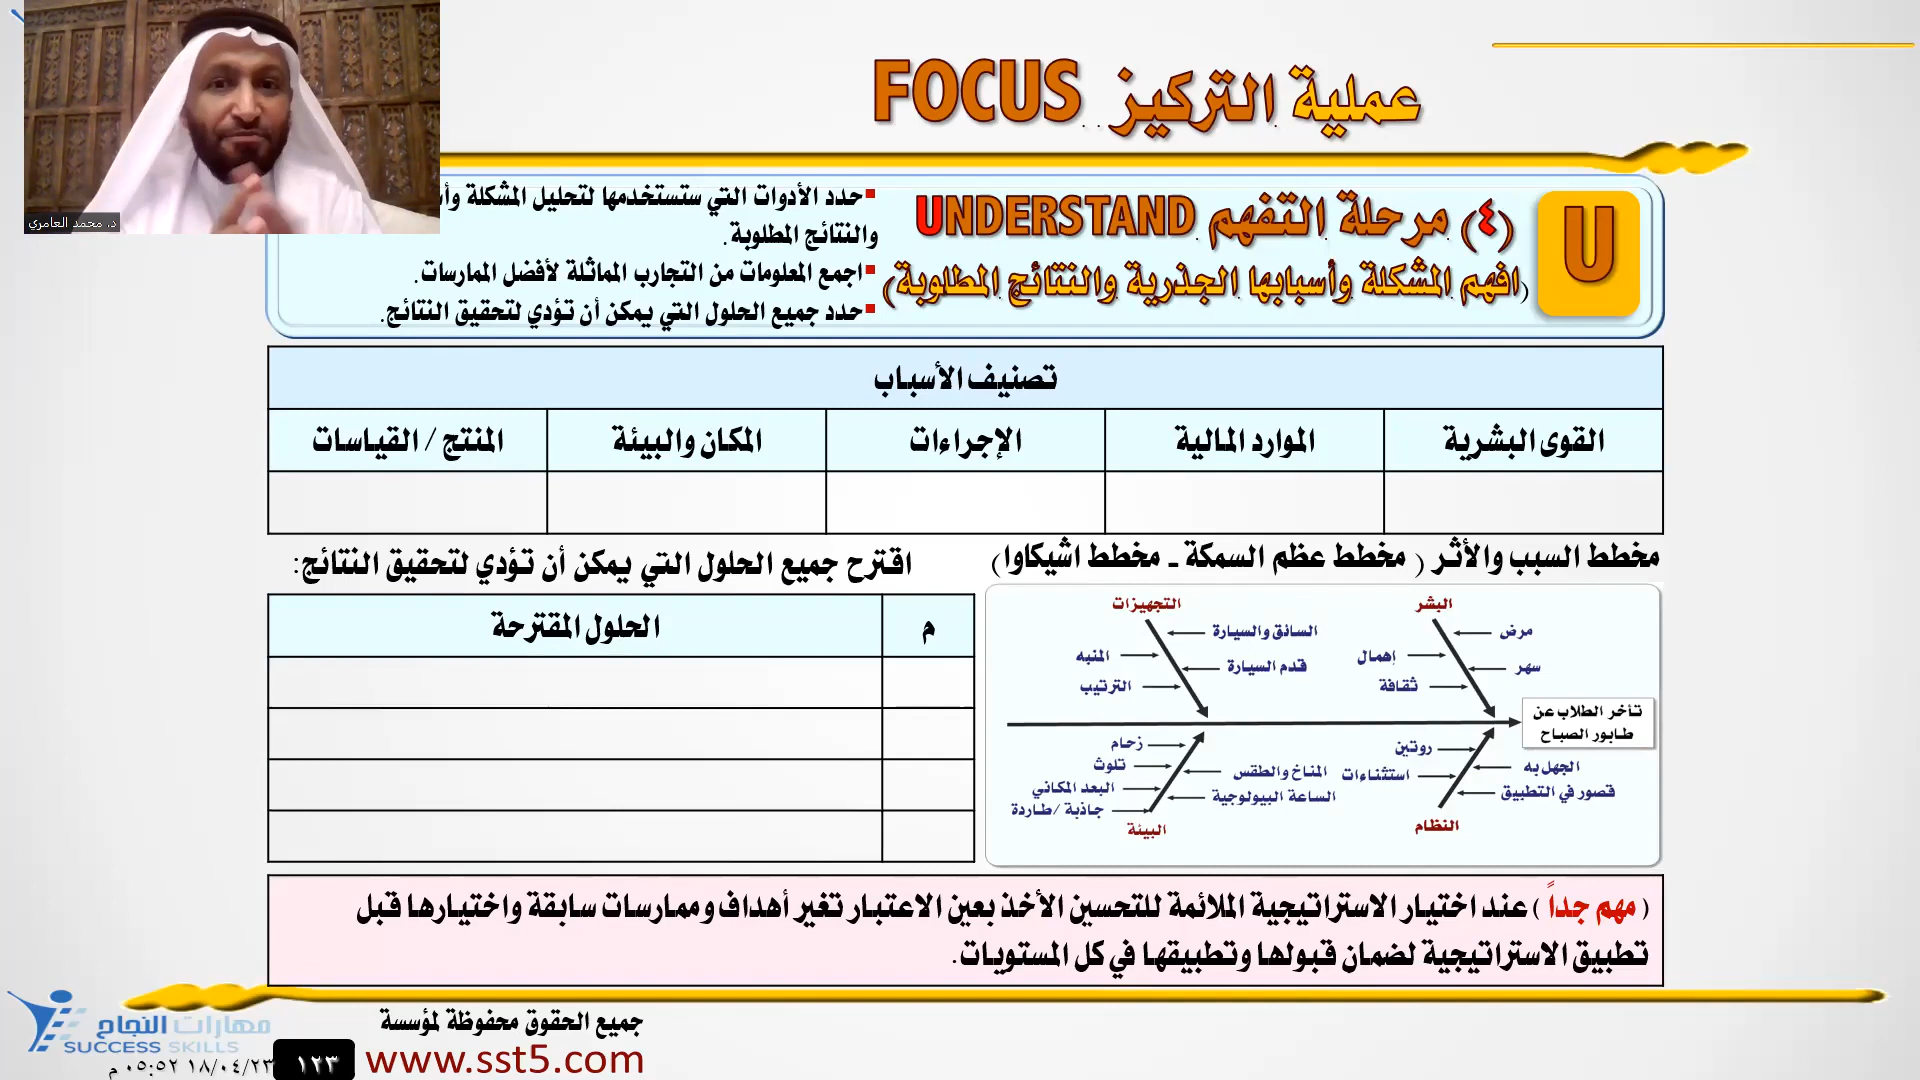 عملية التركيز FOCUS
U
(٤) مرحلة التفهم UNDERSTAND
(افهم المشكلة وأسبابها الجذرية والنتائج المطلوبة)
حدد الأدوات التي ستستخدمها لتحليل المشكلة
والنتائج المطلوبة.
اجمع المعلومات من التجارب المماثلة لأفضل الممارسات.
حدد جميع الحلول التي يمكن أن تؤدي لتحقيق النتائج.
د. محمد العامري
تصنيف الأسباب
القوى البشرية
الموارد المالية
الإجراءات
المكان والبيئة
المنتج / القياسات
مخطط السبب والأثر ( مخطط عظم السمكة ـ مخطط اشيكاوا)
البشر
مرض
إهمال
سهر
ثقافة
التجهيزات
السائق والسيارة
المنبه
قدم السيارة
الترتيب
تأخر الطلاب عن
طابور الصباح
روتين
الجهل به
استثناءات
قصور في التطبيق
النظام
زحام
تلوث
المناخ والطقس
البعد المكاني
الساعة البيولوجية
جاذبة /طاردة
البيئة
اقترح جميع الحلول التي يمكن أن تؤدي لتحقيق النتائج:
م
الحلول المقترحة
( مهم جداً ) عند اختيار الاستراتيجية الملائمة للتحسين الأخذ بعين الاعتبار تغير أهداف وممارسات سابقة واختيارها قبل
تطبيق الاستراتيجية لضمان قبولها وتطبيقها في كل المستويات.
جميع الحقوق محفوظة لمؤسسة
www.sst5.com
١٢٣
مهارات النجاح
SUCCESS SKILLS
١٨/٠٤/٢٣ ٠٥:٥٢ م